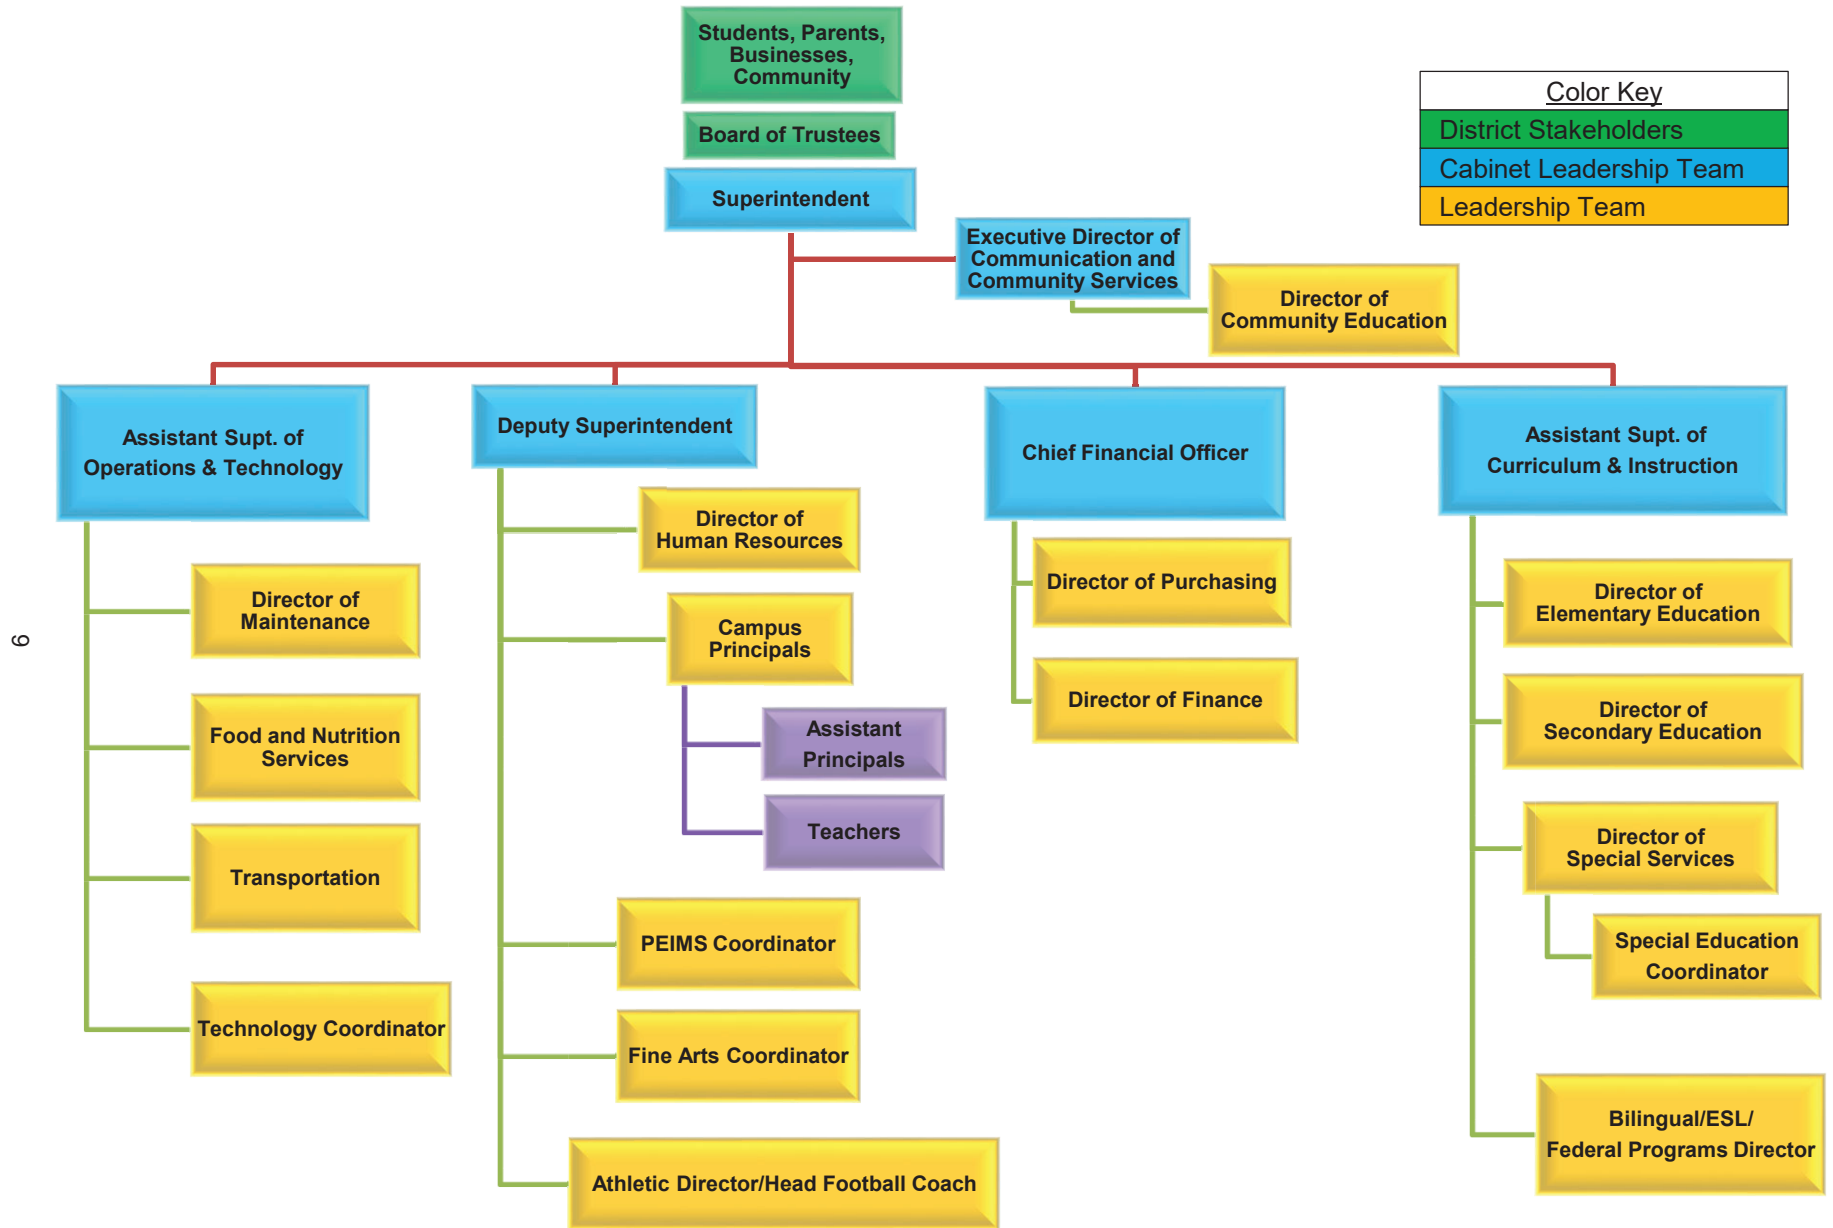 Students, Parents,
Businesses,
Community
Board of Trustees
Superintendent
Color Key
District Stakeholders
Cabinet Leadership Team
Leadership Team
Executive Director of
Communication and
Community Services
Director of
Community Education
Assistant Supt. of
Operations & Technology
Director of
Maintenance
Food and Nutrition
Services
Transportation
Technology Coordinator
Deputy Superintendent
Director of
Human Resources
Campus
Principals
Assistant
Principals
Teachers
PEIMS Coordinator
Fine Arts Coordinator
Athletic Director/Head Football Coach
Chief Financial Officer
Director of Purchasing
Director of Finance
Assistant Supt. of
Curriculum & Instruction
Director of
Elementary Education
Director of
Secondary Education
Director of
Special Services
Special Education
Coordinator
Bilingual/ESL/
Federal Programs Director